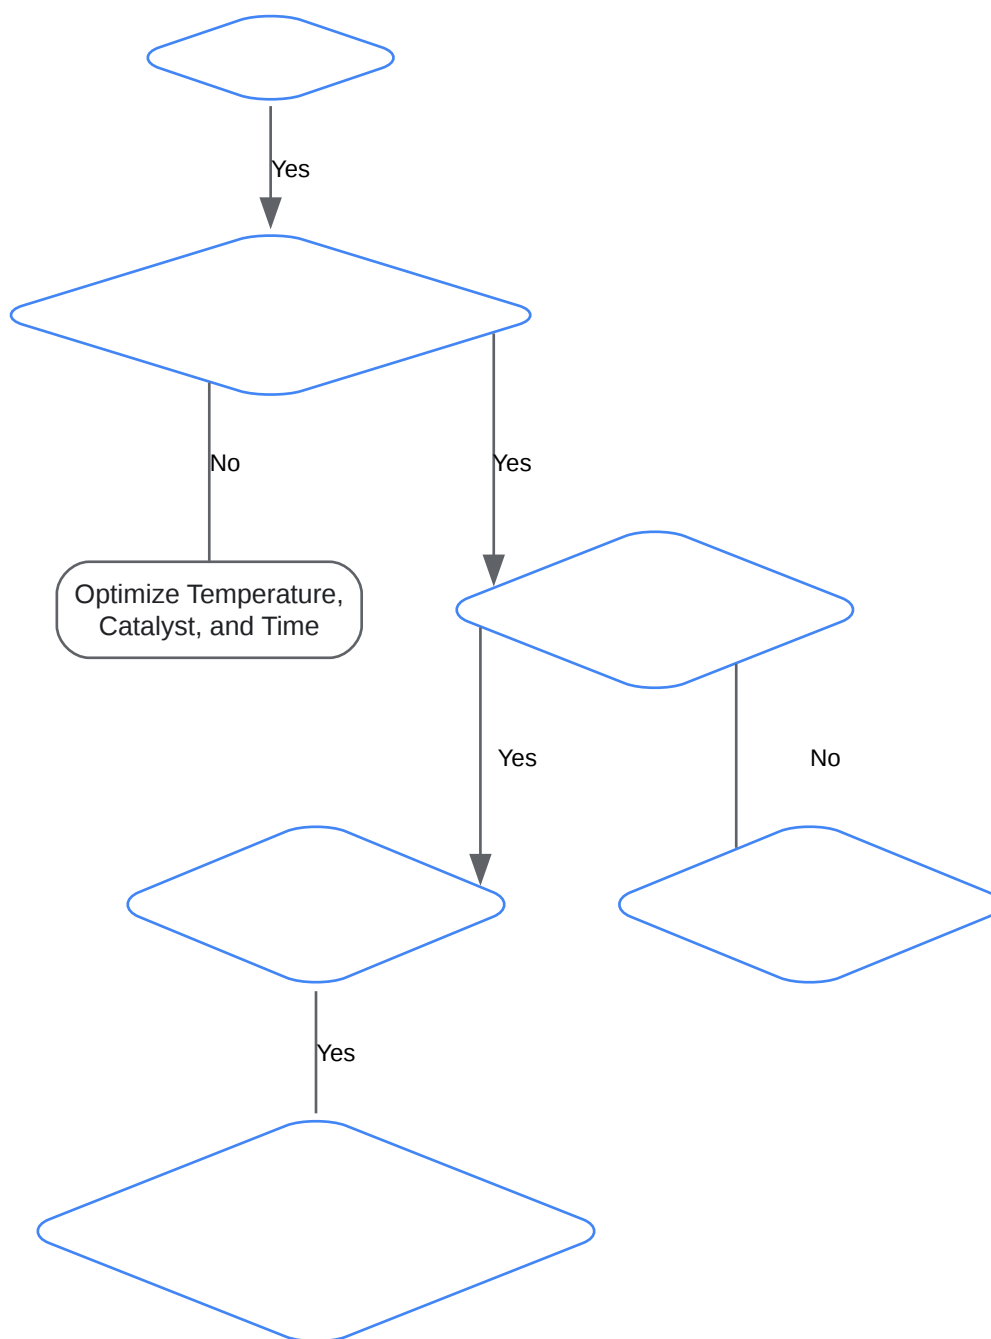 Yes
No
Yes
Optimize Temperature,
Catalyst, and Time
Yes
No
Yes